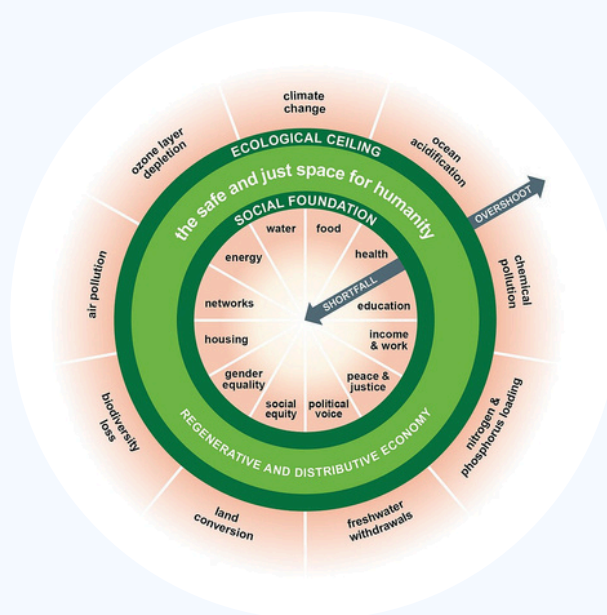 climate
change
ocean
acidification
chemical
pollution
nitrogen &
phosphorus loading
freshwater
withdrawals
land
conversion
biodiversity
loss
air pollution
ozone layer
depletion
ECOLOGICAL CEILING
the safe and just space for humanity
SOCIAL FOUNDATION
OVERSHOOT
SHORTFALL
water
food
health
education
income
& work
peace &
justice
political
voice
social
equity
gender
equality
housing
networks
energy
REGENERATIVE AND DISTRIBUTIVE ECONOMY